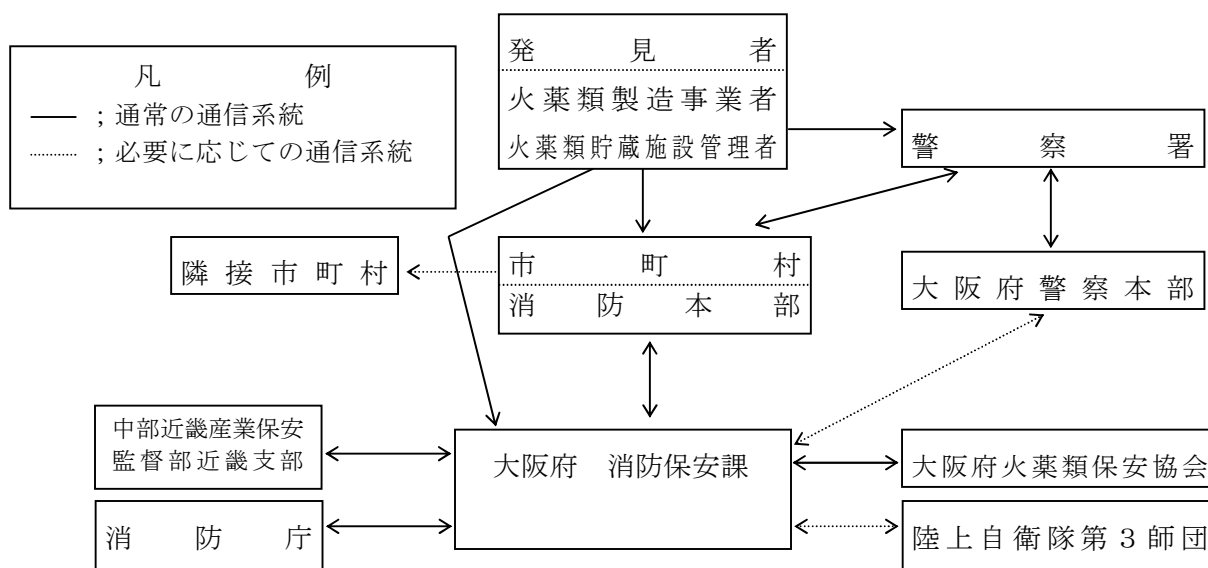 凡例
；通常の通信系統
；必要に応じての通信系統
発見者
火薬類製造事業者
火薬類貯蔵施設管理者
警察署
隣接市町村
市町村
消防本部
大阪府警察本部
中部近畿産業保安
監督部近畿支部
大阪府　消防保安課
大阪府火薬類保安協会
消防庁
陸上自衛隊第３師団